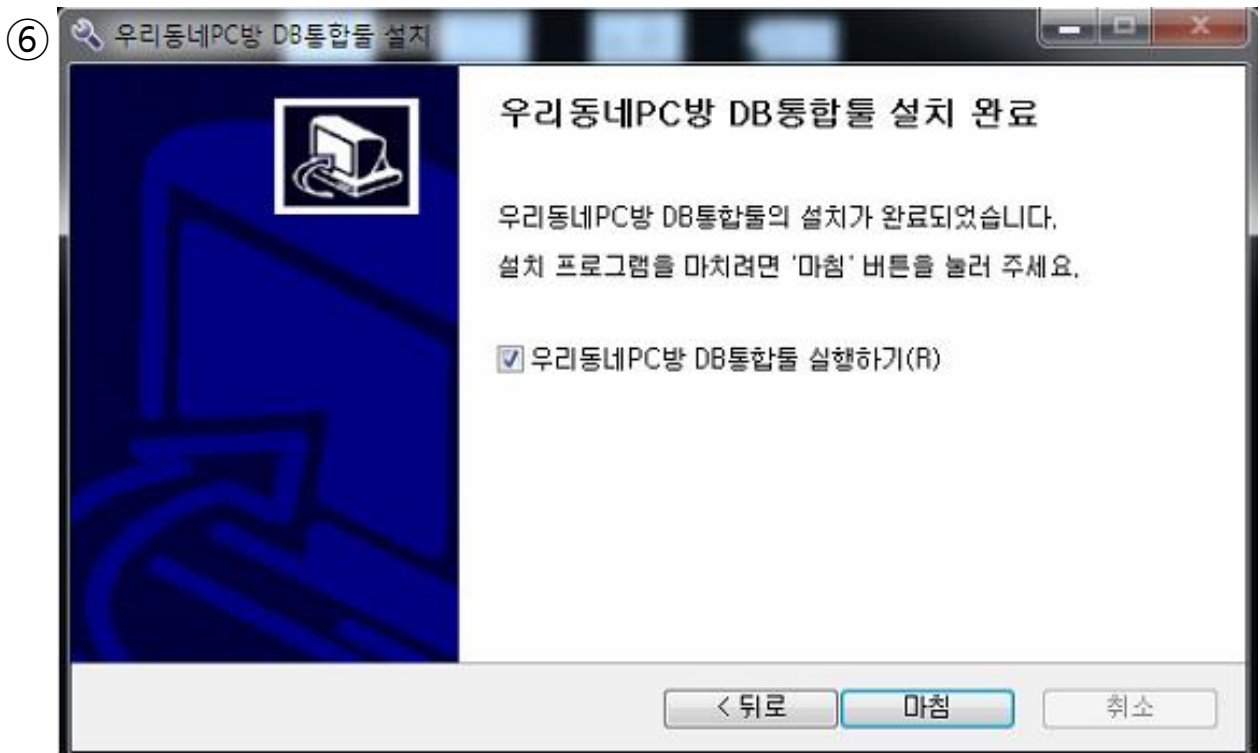 ⑥
우리동네PC방 DB통합툴 설치
우리동네PC방 DB통합툴 설치 완료
우리동네PC방 DB통합툴의 설치가 완료되었습니다.
설치 프로그램을 마치려면 '마침' 버튼을 눌러 주세요.
우리동네PC방 DB통합툴 실행하기(R)
< 뒤로
마침
취소